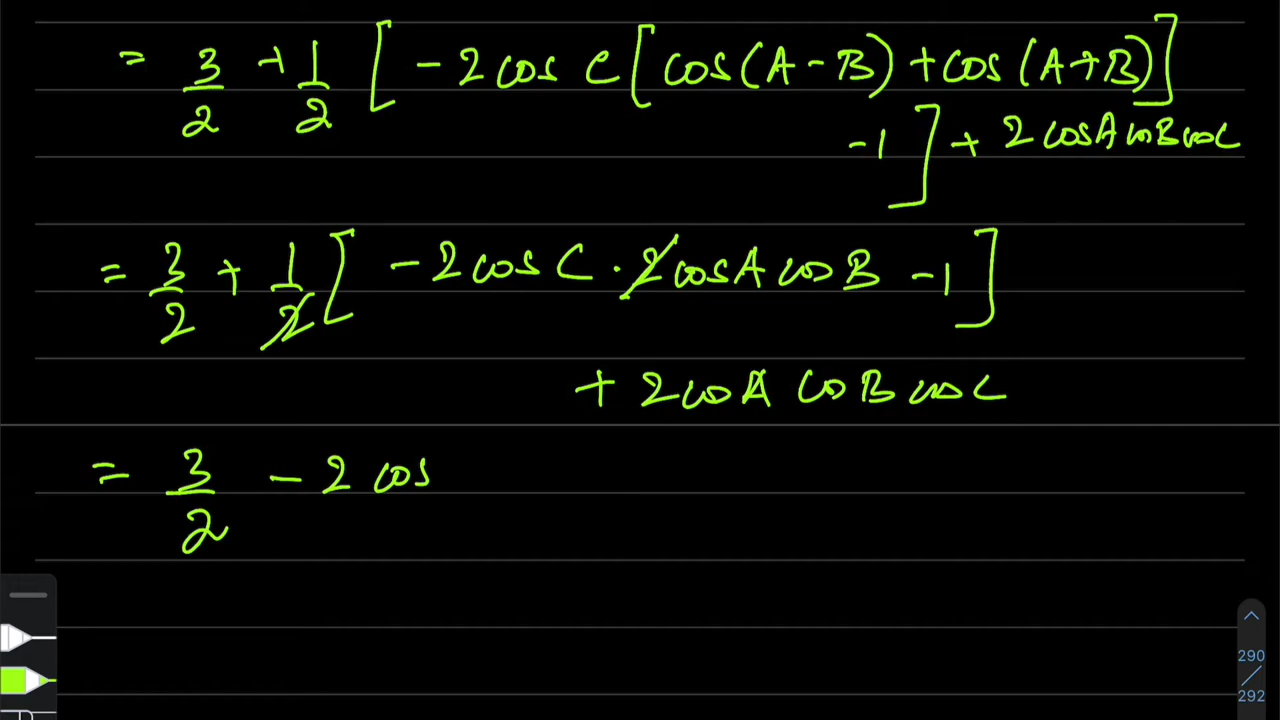 = 3/2 + 1/2 [ - 2 cos C [ cos(A - B) + cos (A + B) ]
- 1 ] + 2 cosA cosB cosC
= 3/2 + 1/2 [ - 2 cos C . 2 cosA cosB - 1 ]
+ 2 cosA cosB cosC
= 3/2 - 2 cos
290
/
292